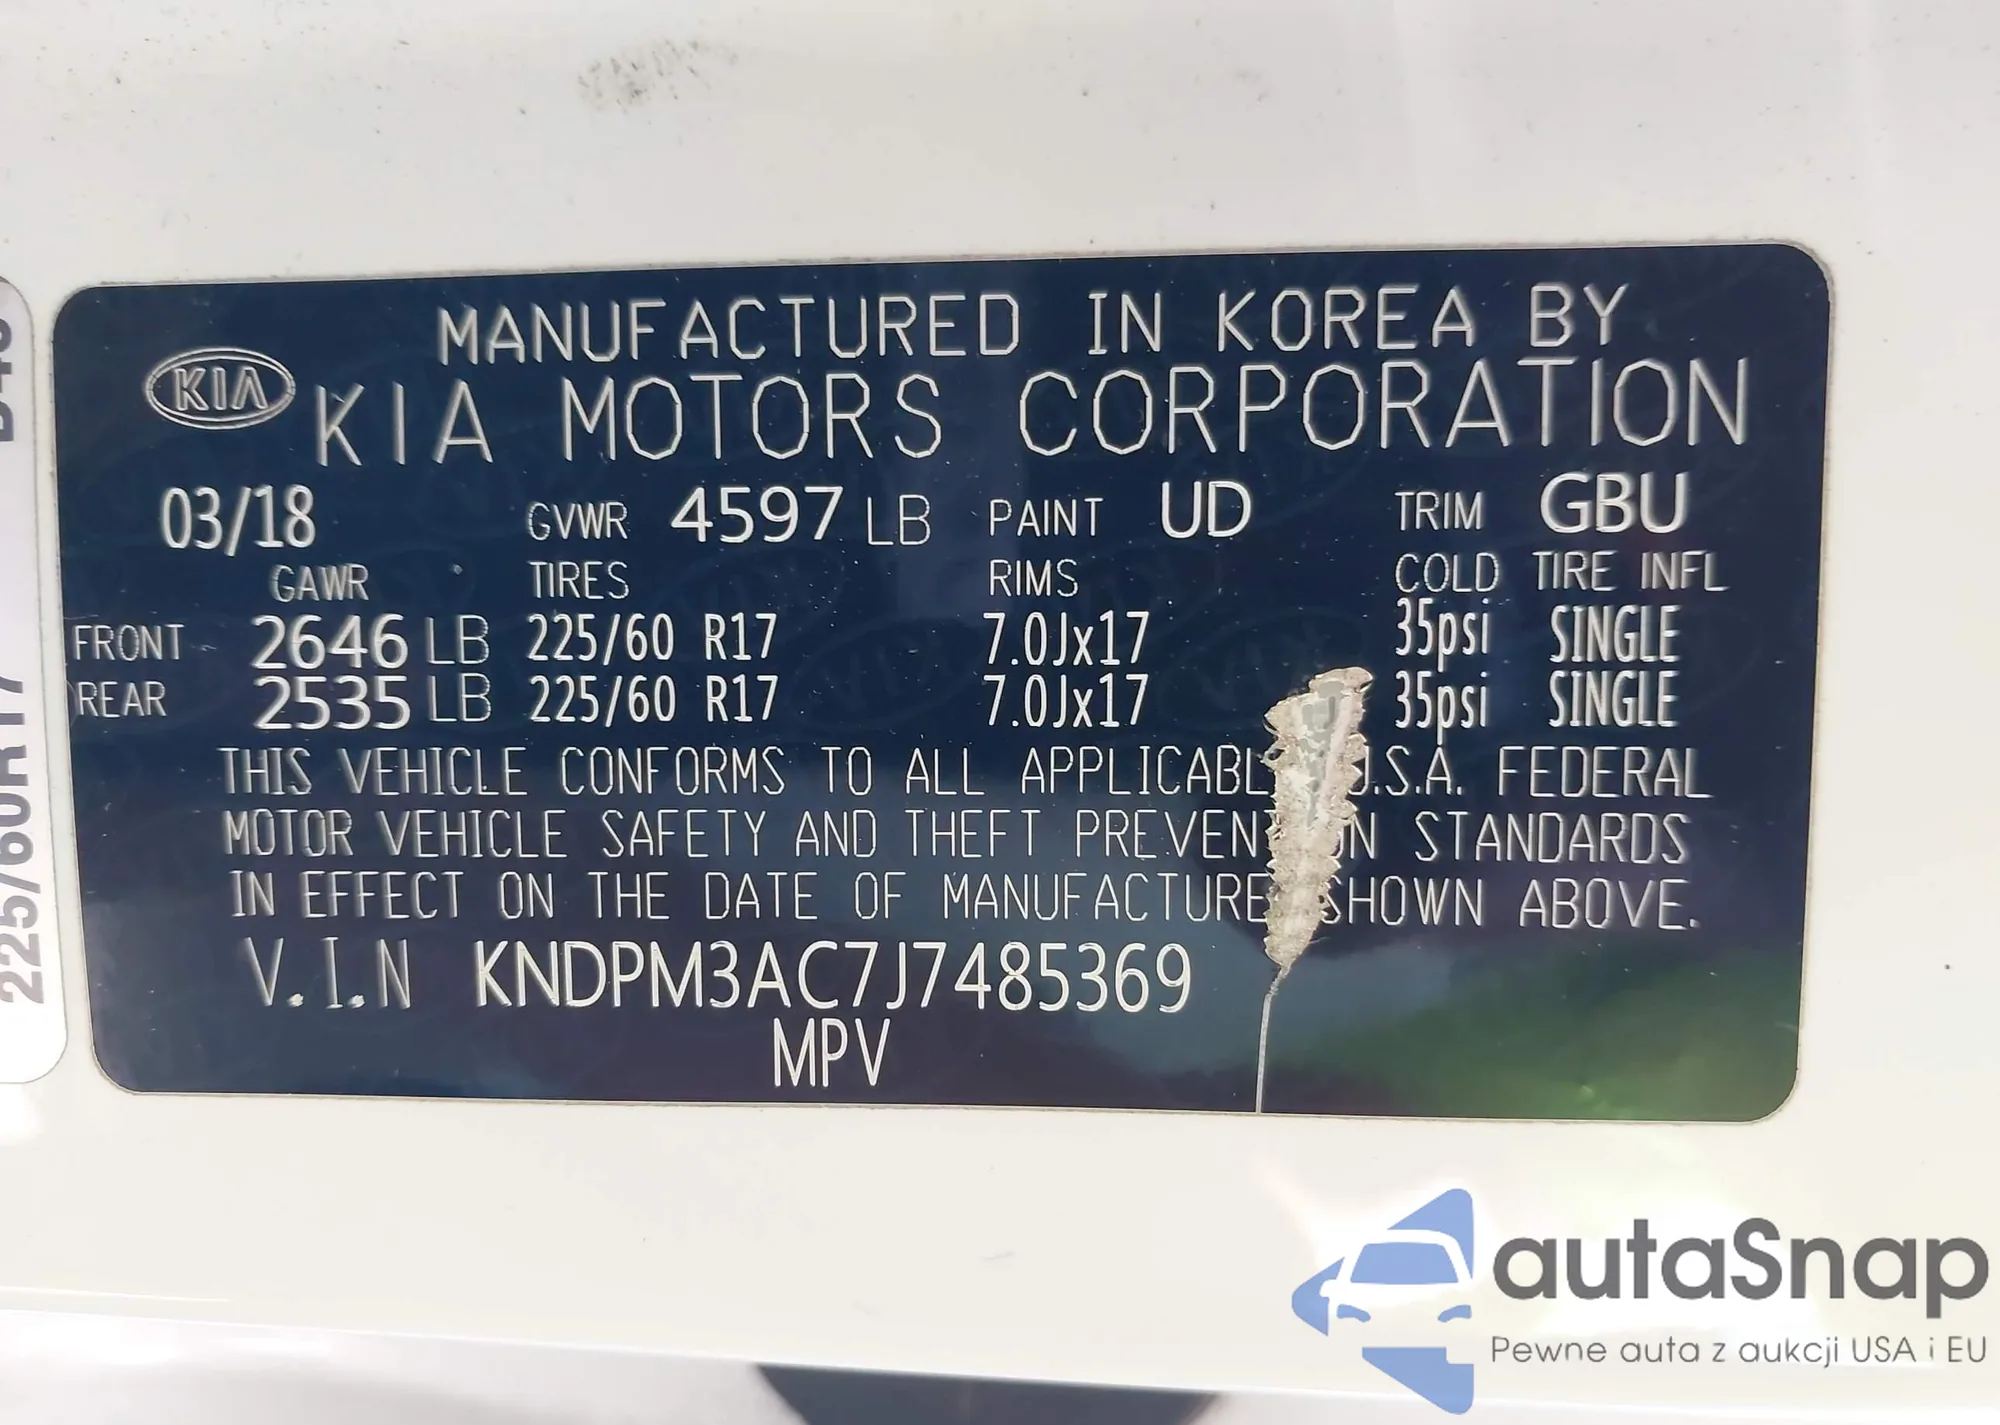 KIA
MANUFACTURED IN KOREA BY
KIA MOTORS CORPORATION
03/18 GVWR 4597 LB PAINT UD TRIM GBU
GAWR TIRES RIMS COLD TIRE INFL
FRONT 2646 LB 225/60 R17 7.0Jx17 35psi SINGLE
REAR 2535 LB 225/60 R17 7.0Jx17 35psi SINGLE
THIS VEHICLE CONFORMS TO ALL U.S.A. FEDERAL
MOTOR VEHICLE SAFETY AND THEFT STANDARDS
IN EFFECT ON THE DATE OF MANUFACTURE SHOWN ABOVE.
V.I.N KNDPM3AC7J7485369
MPV
225/60R17
autaSnap
Pewne auta z aukcji USA i EU